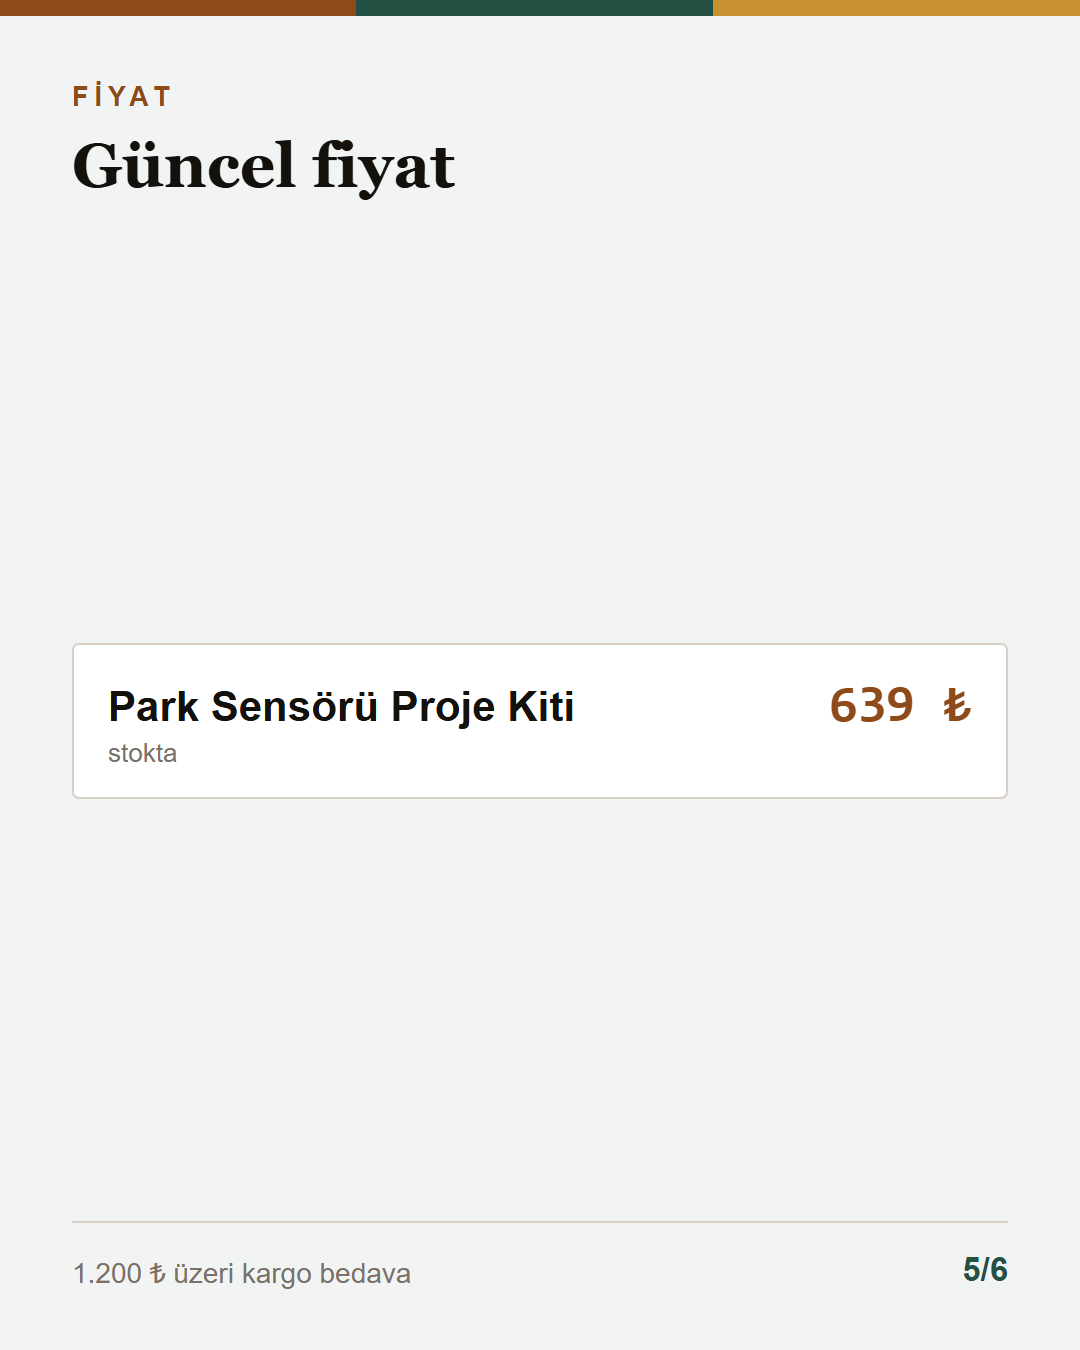 FİYAT
Güncel fiyat
Park Sensörü Proje Kiti
639 ₺
stokta
1.200 ₺ üzeri kargo bedava
5/6